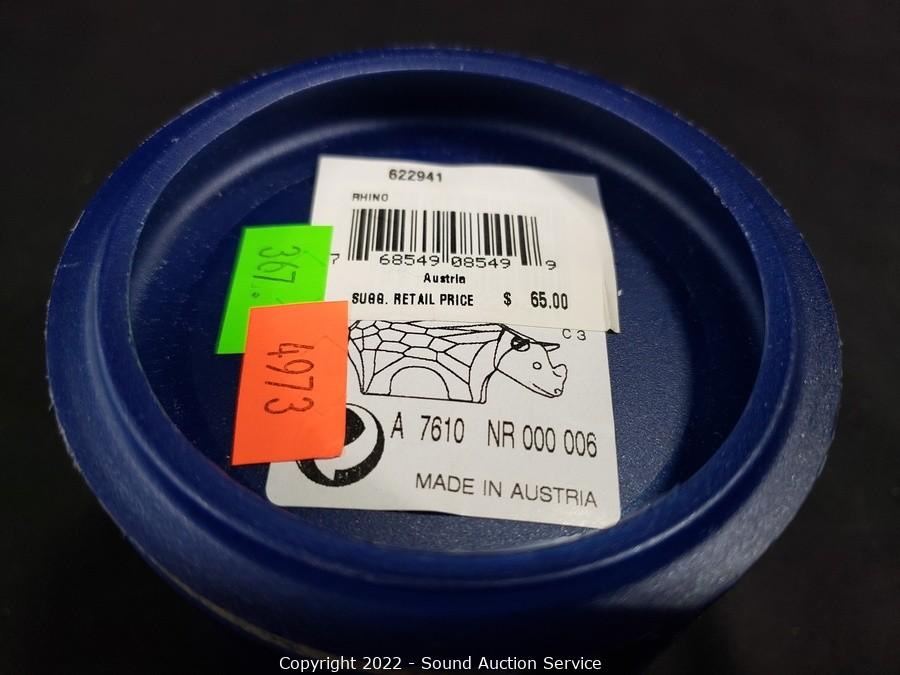 622941
RHINO
7 68549 08549 9
Austria
SUGG. RETAIL PRICE $ 65.00
367
C 3
4973
A 7610 NR 000 006
MADE IN AUSTRIA
Copyright 2022 - Sound Auction Service